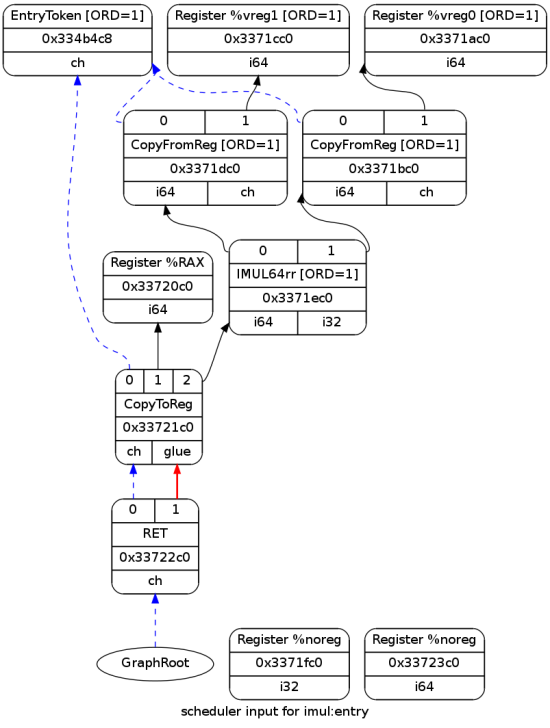 EntryToken [ORD=1]
0x334b4c8
ch
Register %vreg1 [ORD=1]
0x3371cc0
i64
Register %vreg0 [ORD=1]
0x3371ac0
i64
0 1
CopyFromReg [ORD=1]
0x3371dc0
i64 ch
0 1
CopyFromReg [ORD=1]
0x3371bc0
i64 ch
Register %RAX
0x33720c0
i64
0 1
IMUL64rr [ORD=1]
0x3371ec0
i64 i32
0 1 2
CopyToReg
0x33721c0
ch glue
0 1
RET
0x33722c0
ch
GraphRoot
Register %noreg
0x3371fc0
i32
Register %noreg
0x33723c0
i64
scheduler input for imul:entry